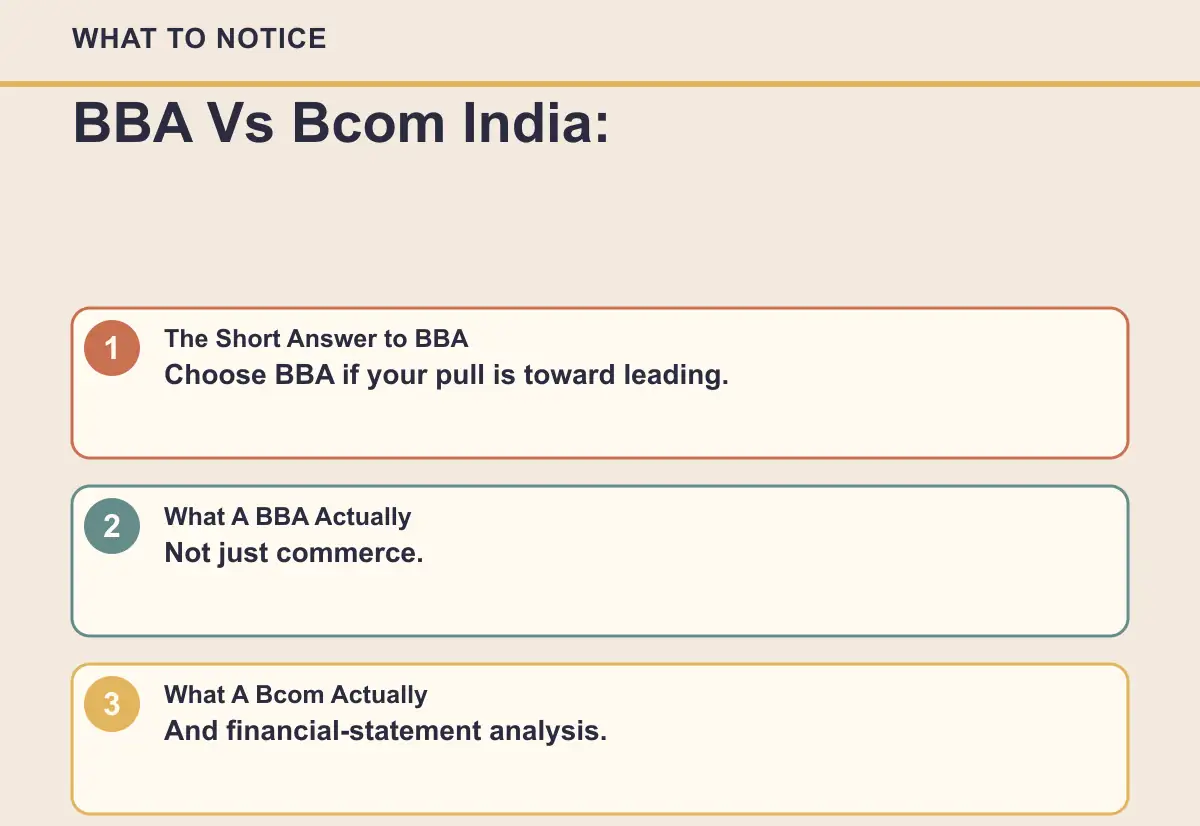 WHAT TO NOTICE
BBA Vs Bcom India:
1
The Short Answer to BBA
Choose BBA if your pull is toward leading.
2
What A BBA Actually
Not just commerce.
3
What A Bcom Actually
And financial-statement analysis.